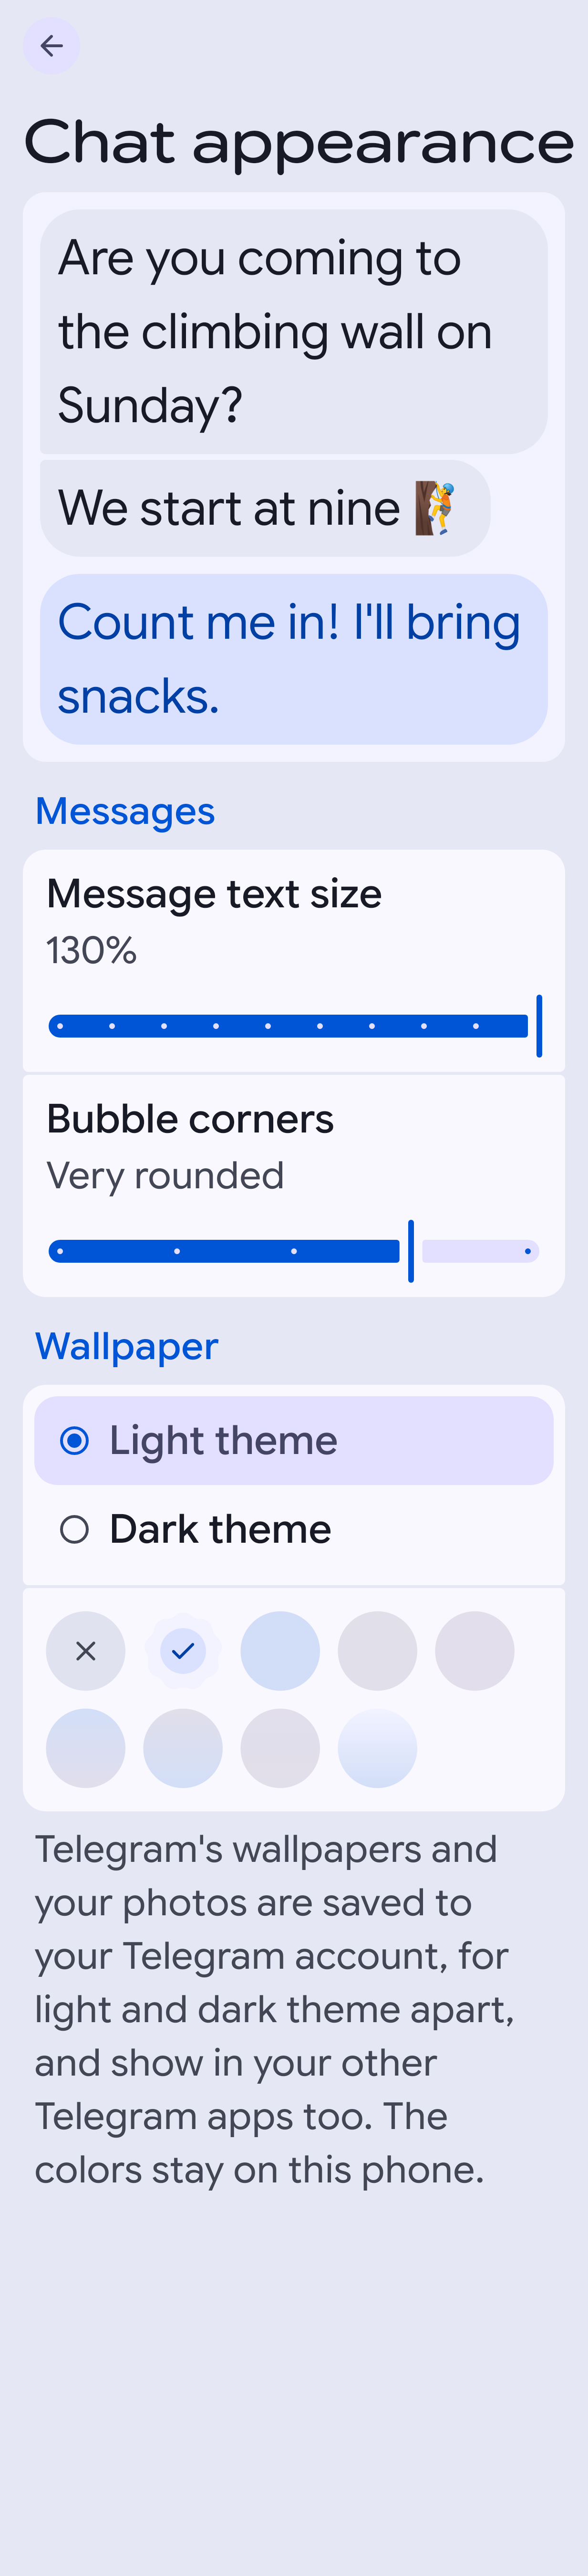 Chat appearance
Are you coming to
the climbing wall on
Sunday?
We start at nine 🧗
Count me in! I'll bring
snacks.
Messages
Message text size
130%
Bubble corners
Very rounded
Wallpaper
Light theme
Dark theme
Telegram's wallpapers and
your photos are saved to
your Telegram account, for
light and dark theme apart,
and show in your other
Telegram apps too. The
colors stay on this phone.